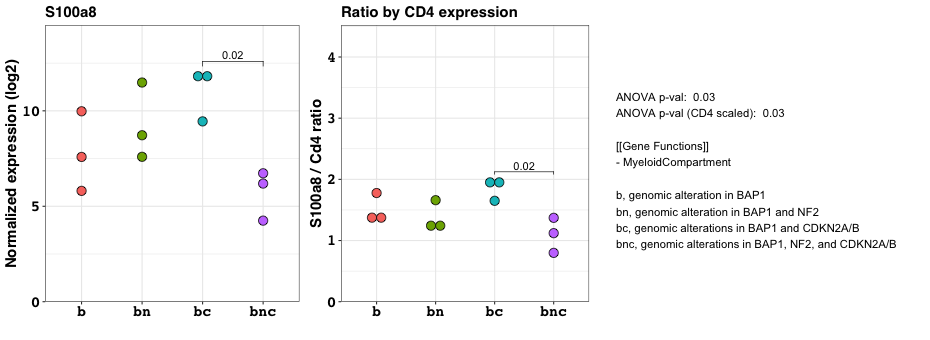 S100a8
Normalized expression (log2)
10
5
0
0.02
b bn bc bnc
Ratio by CD4 expression
S100a8 / Cd4 ratio
4
3
2
1
0
0.02
b bn bc bnc
ANOVA p-val: 0.03
ANOVA p-val (CD4 scaled): 0.03
[[Gene Functions]]
- MyeloidCompartment
b, genomic alteration in BAP1
bn, genomic alteration in BAP1 and NF2
bc, genomic alterations in BAP1 and CDKN2A/B
bnc, genomic alterations in BAP1, NF2, and CDKN2A/B